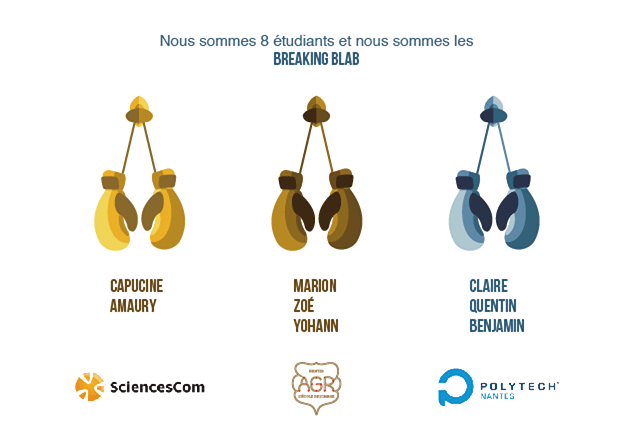 Nous sommes 8 étudiants et nous sommes les
BREAKING BLAB
CAPUCINE
AMAURY
MARION
ZOÉ
YOHANN
CLAIRE
QUENTIN
BENJAMIN
SciencesCom
NANTES
AGR
POLYTECH
NANTES